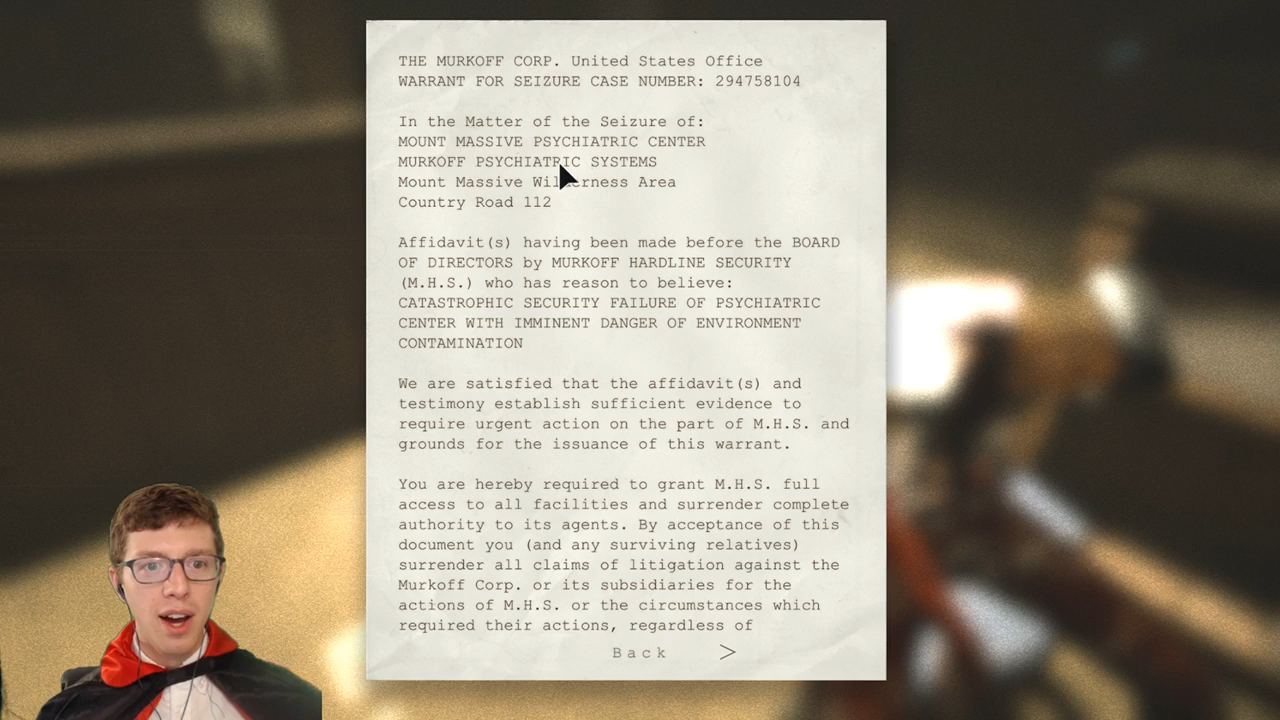 THE MURKOFF CORP. United States Office
WARRANT FOR SEIZURE CASE NUMBER: 294758104
In the Matter of the Seizure of:
MOUNT MASSIVE PSYCHIATRIC CENTER
MURKOFF PSYCHIATRIC SYSTEMS
Mount Massive Wilderness Area
Country Road 112
Affidavit(s) having been made before the BOARD
OF DIRECTORS by MURKOFF HARDLINE SECURITY
(M.H.S.) who has reason to believe:
CATASTROPHIC SECURITY FAILURE OF PSYCHIATRIC
CENTER WITH IMMINENT DANGER OF ENVIRONMENT
CONTAMINATION
We are satisfied that the affidavit(s) and
testimony establish sufficient evidence to
require urgent action on the part of M.H.S. and
grounds for the issuance of this warrant.
You are hereby required to grant M.H.S. full
access to all facilities and surrender complete
authority to its agents. By acceptance of this
document you (and any surviving relatives)
surrender all claims of litigation against the
Murkoff Corp. or its subsidiaries for the
actions of M.H.S. or the circumstances which
required their actions, regardless of
Back >